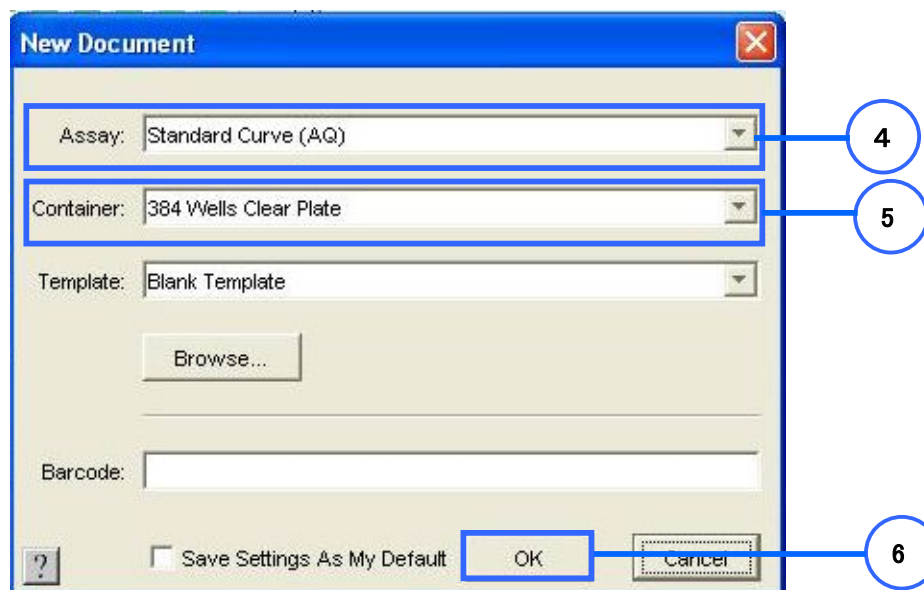 New Document
Assay: Standard Curve (AQ)
4
Container: 384 Wells Clear Plate
5
Template: Blank Template
Browse...
Barcode:
? Save Settings As My Default OK Cancel
6